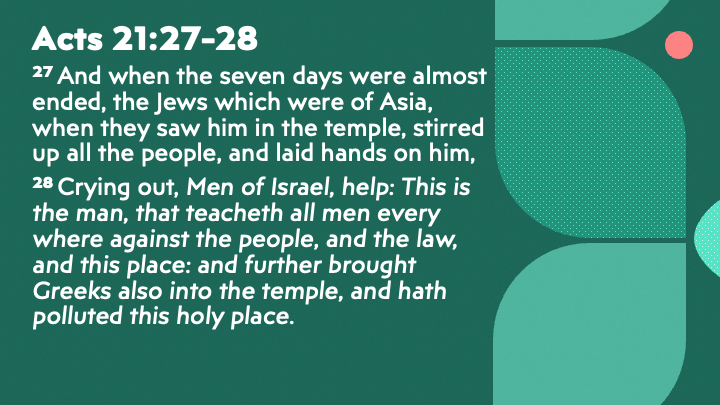 Acts 21:27-28
27 And when the seven days were almost
ended, the Jews which were of Asia,
when they saw him in the temple, stirred
up all the people, and laid hands on him,
28 Crying out, Men of Israel, help: This is
the man, that teacheth all men every
where against the people, and the law,
and this place: and further brought
Greeks also into the temple, and hath
polluted this holy place.